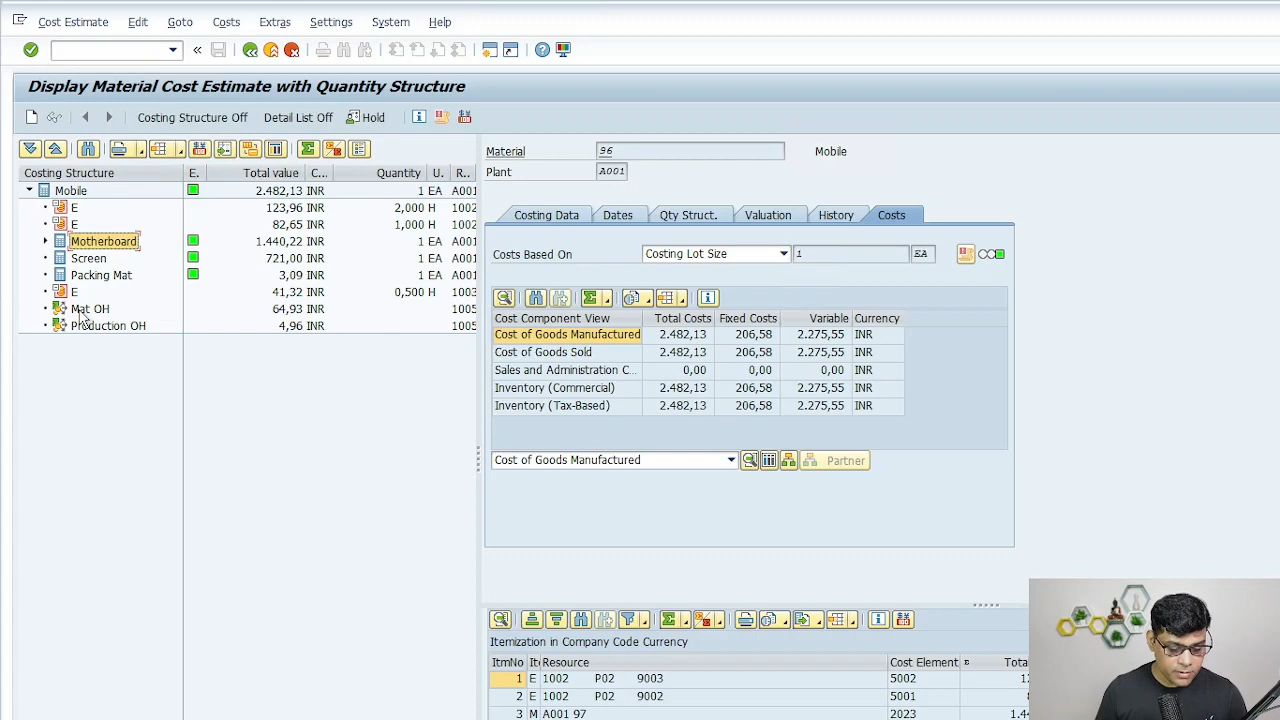 Cost Estimate Edit Goto Costs Extras Settings System Help
Display Material Cost Estimate with Quantity Structure
Costing Structure Off Detail List Off Hold
Costing Structure E. Total value C... Quantity U. R..
Mobile 2.482,13 INR 1 EA A001
E 123,96 INR 2,000 H 1002
E 82,65 INR 1,000 H 1002
Motherboard 1.440,22 INR 1 EA A001
Screen 721,00 INR 1 EA A001
Packing Mat 3,09 INR 1 EA A001
E 41,32 INR 0,500 H 1003
Mat OH 64,93 INR 1005
Production OH 4,96 INR 1005
Material 96 Mobile
Plant A001
Costing Data Dates Qty Struct. Valuation History Costs
Costs Based On Costing Lot Size 1 EA
Cost Component View Total Costs Fixed Costs Variable Currency
Cost of Goods Manufactured 2.482,13 206,58 2.275,55 INR
Cost of Goods Sold 2.482,13 206,58 2.275,55 INR
Sales and Administration C... 0,00 0,00 0,00 INR
Inventory (Commercial) 2.482,13 206,58 2.275,55 INR
Inventory (Tax-Based) 2.482,13 206,58 2.275,55 INR
Cost of Goods Manufactured Partner
Itemization in Company Code Currency
ItmNo Resource Cost Element
1 E 1002 P02 9003 5002
2 E 1002 P02 9002 5001
3 M A001 97 2023